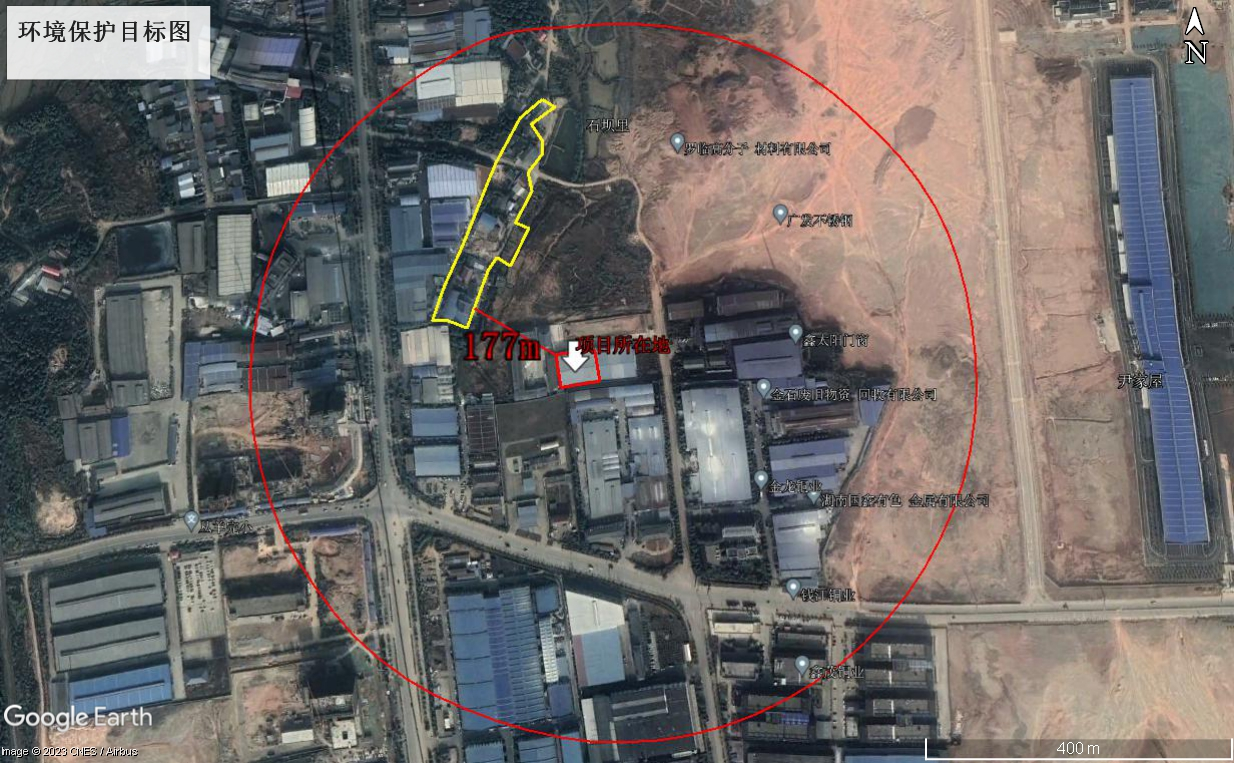 环境保护目标图
N
石坝里
罗临高分子 材料有限公司
广发不锈钢
177m
项目所在地
鑫太阳门窗
尹家屋
金石废旧物资 回收有限公司
金龙铜业
湖南国鑫有色 金属有限公司
钱江铜业
鑫茂铜业
Google Earth
Image © 2023 CNES / Airbus
400 m